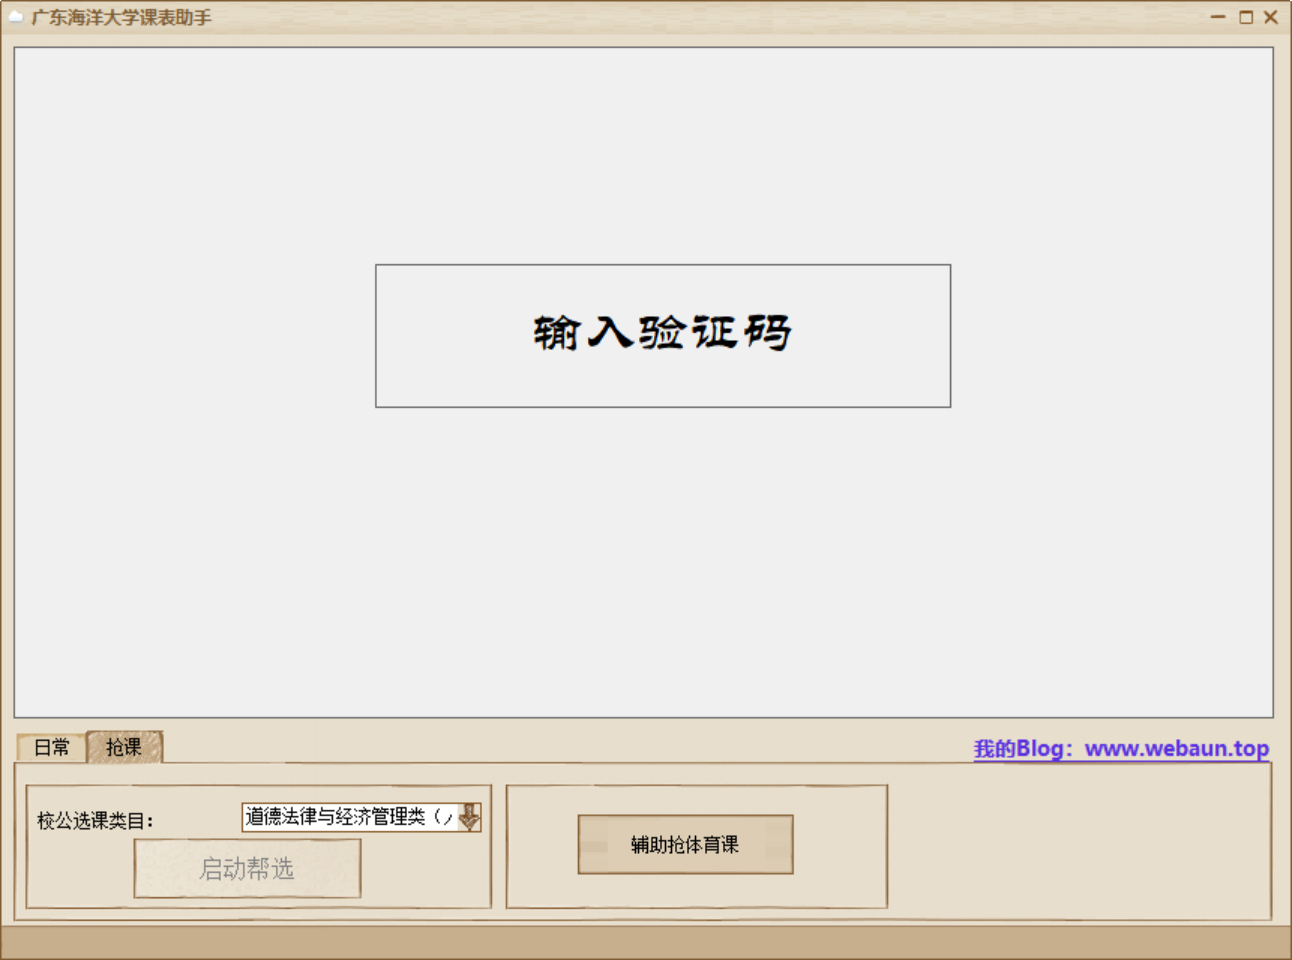 广东海洋大学课表助手
输入验证码
日常
抢课
我的Blog：www.webaun.top
校公选课类目：
道德法律与经济管理类（
启动帮选
辅助抢体育课